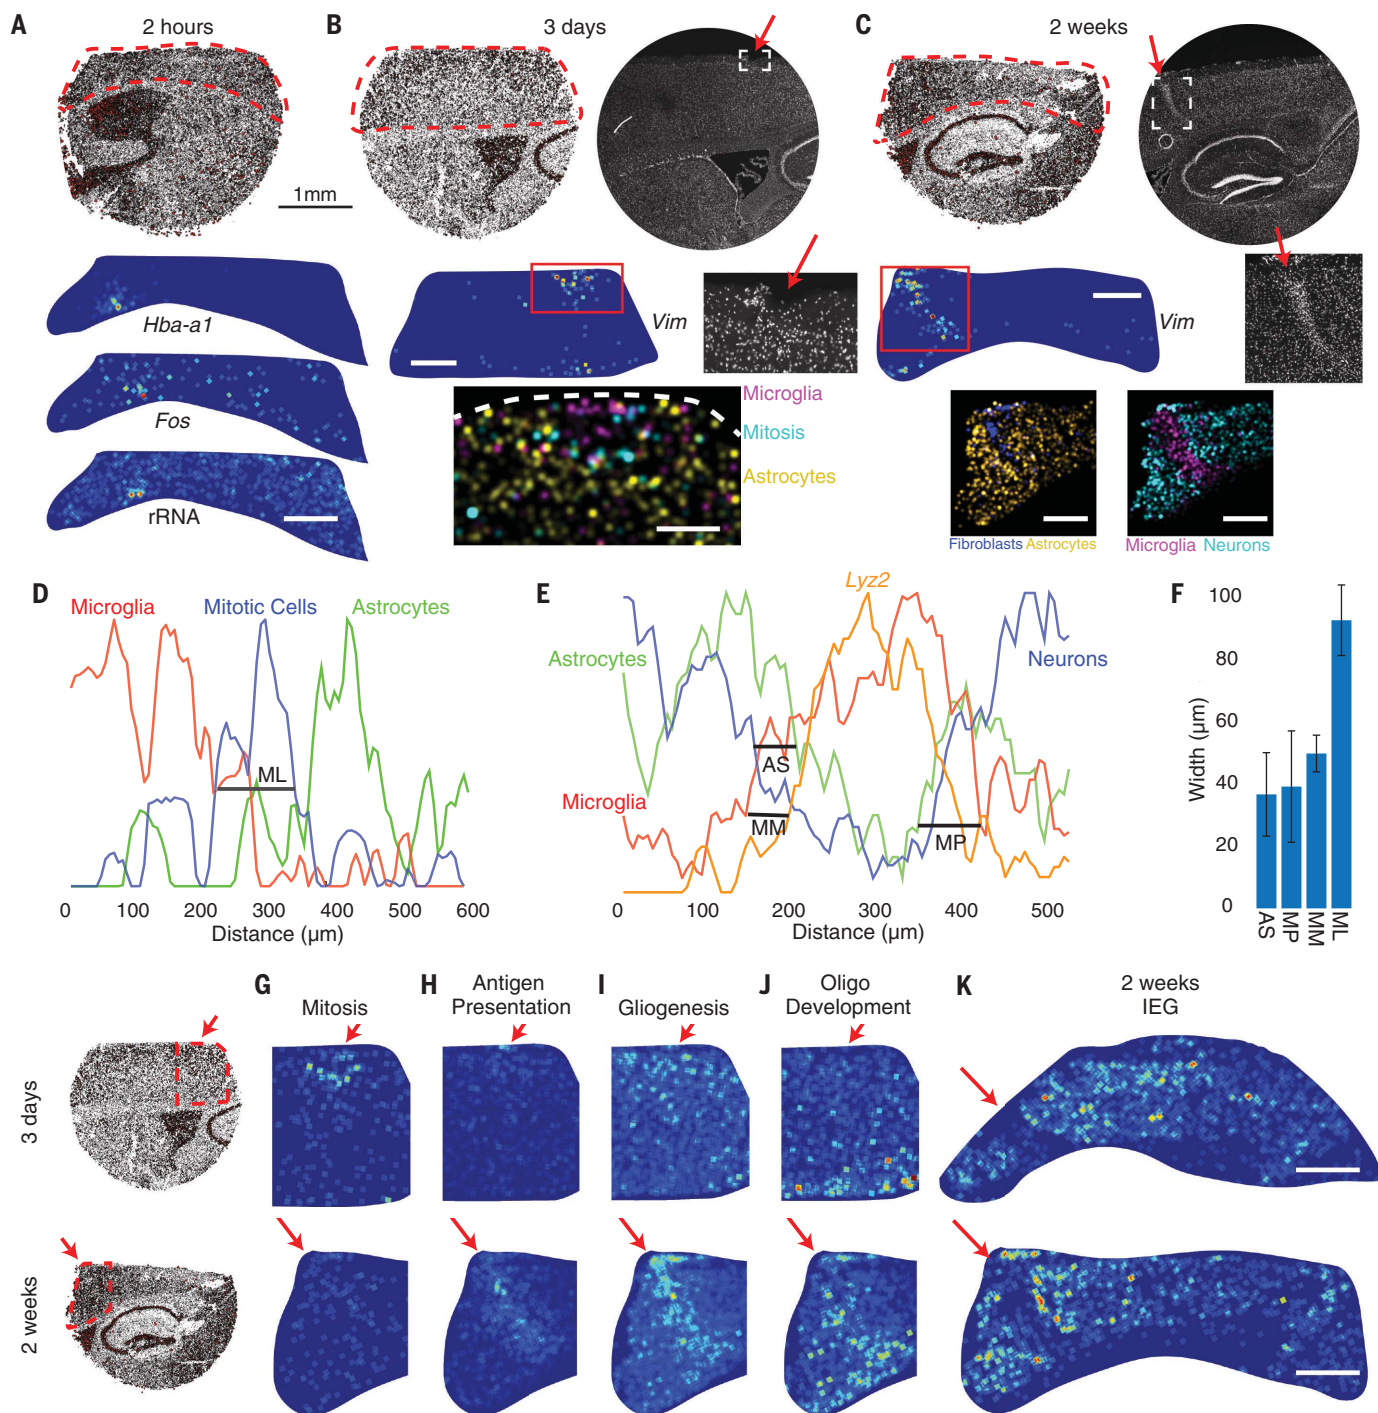 A
2 hours
B
3 days
C
2 weeks
1mm
Hba-a1
Fos
rRNA
Vim
Microglia
Mitosis
Astrocytes
Vim
Fibroblasts Astrocytes
Microglia Neurons
D
Microglia
Mitotic Cells
Astrocytes
ML
0 100 200 300 400 500 600
Distance (µm)
E
Lyz2
Astrocytes
Neurons
AS
Microglia
MM
MP
0 100 200 300 400 500
Distance (µm)
F
100
80
60
40
20
0
Width (µm)
AS MP MM ML
G
Mitosis
H
Antigen
Presentation
I
Gliogenesis
J
Oligo
Development
K
2 weeks
IEG
3 days
2 weeks